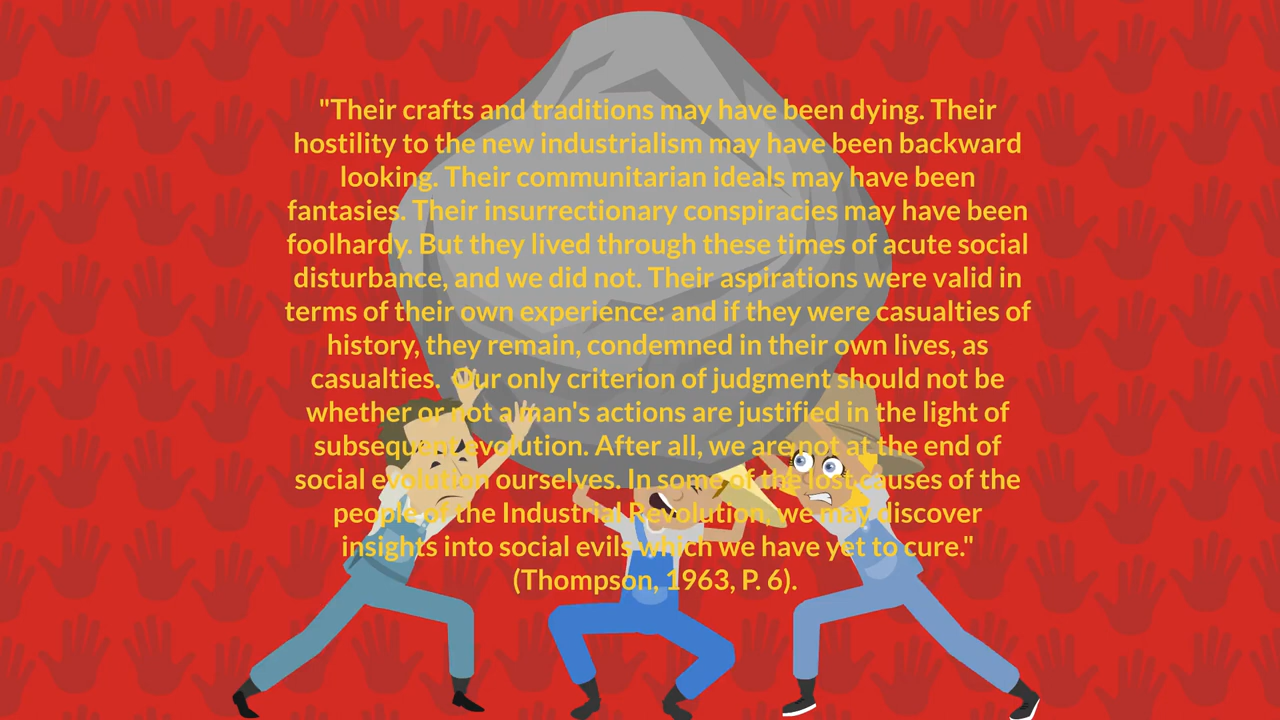 "Their crafts and traditions may have been dying. Their
hostility to the new industrialism may have been backward
looking. Their communitarian ideals may have been
fantasies. Their insurrectionary conspiracies may have been
foolhardy. But they lived through these times of acute social
disturbance, and we did not. Their aspirations were valid in
terms of their own experience: and if they were casualties of
history, they remain, condemned in their own lives, as
casualties.  Our only criterion of judgment should not be
whether or not a man's actions are justified in the light of
subsequent evolution. After all, we are not at the end of
social evolution ourselves. In some of the lost causes of the
people of the Industrial Revolution, we may discover
insights into social evils which we have yet to cure."
(Thompson, 1963, P. 6).